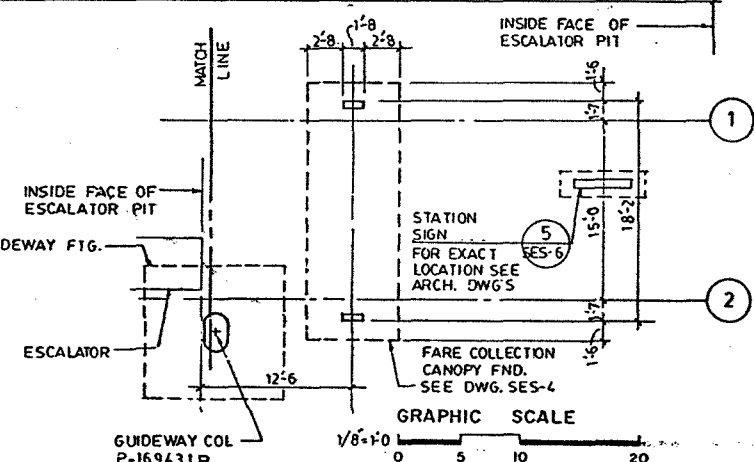 INSIDE FACE OF
ESCALATOR PIT
1'-8
2'-8
2'-8
MATCH
LINE
1'-6
1'-7
1
INSIDE FACE OF
ESCALATOR PIT
STATION
SIGN
FOR EXACT
LOCATION SEE
ARCH. DWG'S
5
SES-6
15'-0
18'-2
DEWAY FTG.
2
1'-7
1'-6
ESCALATOR
12'-6
FARE COLLECTION
CANOPY FND.
SEE DWG. SES-4
GRAPHIC SCALE
1/8"=1'-0
0 5 10 20
GUIDEWAY COL
P-169431B